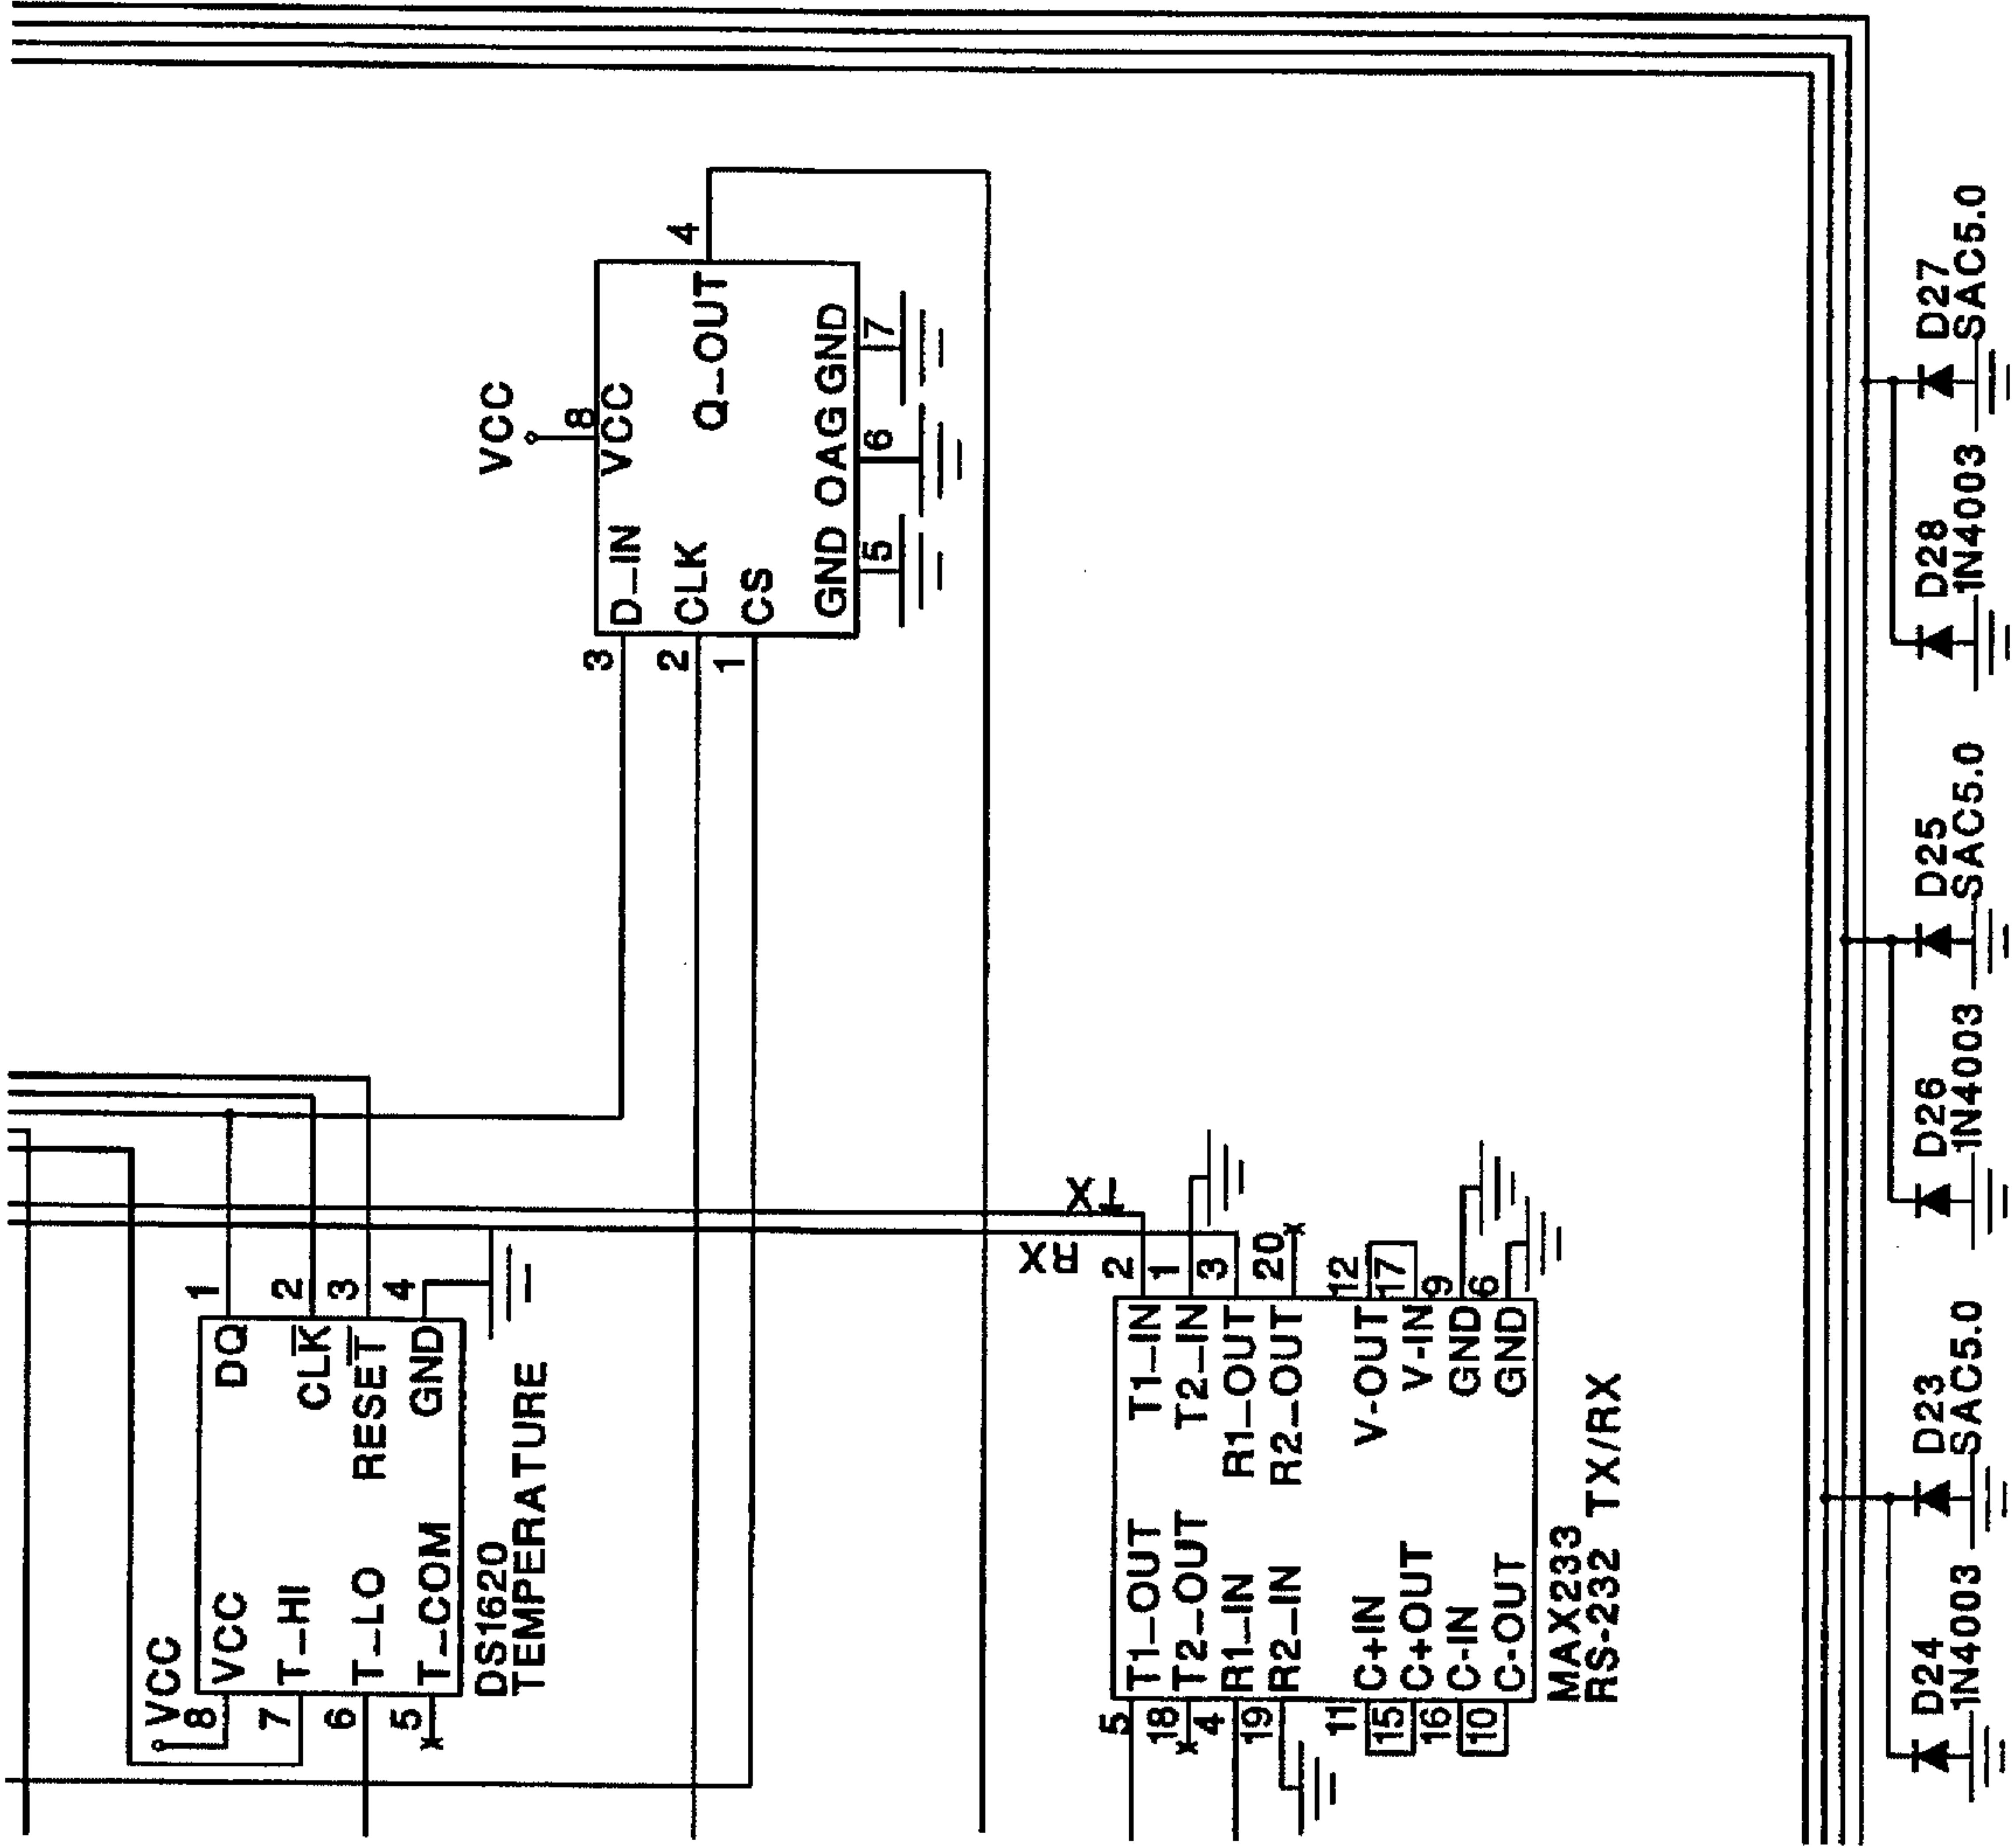 VCC
8
7
6
5
VCC
T_HI
T_LO
T_COM
DQ
CLK
RESET
GND
1
2
3
4
DS1620
TEMPERATURE
VCC
8
3
2
1
D_IN
CLK
CS
VCC
Q_OUT
4
GND OAG GND
5
6
7
RX
TX
5
18
4
19
11
15
16
10
T1_OUT
T2_OUT
R1_IN
R2_IN
C+IN
C+OUT
C-IN
C-OUT
T1_IN
T2_IN
R1_OUT
R2_OUT
V-OUT
V-IN
GND
GND
2
1
3
20
12
17
9
6
MAX233
RS-232 TX/RX
D24
1N4003
D23
SAC5.0
D26
1N4003
D25
SAC5.0
D28
1N4003
D27
SAC5.0